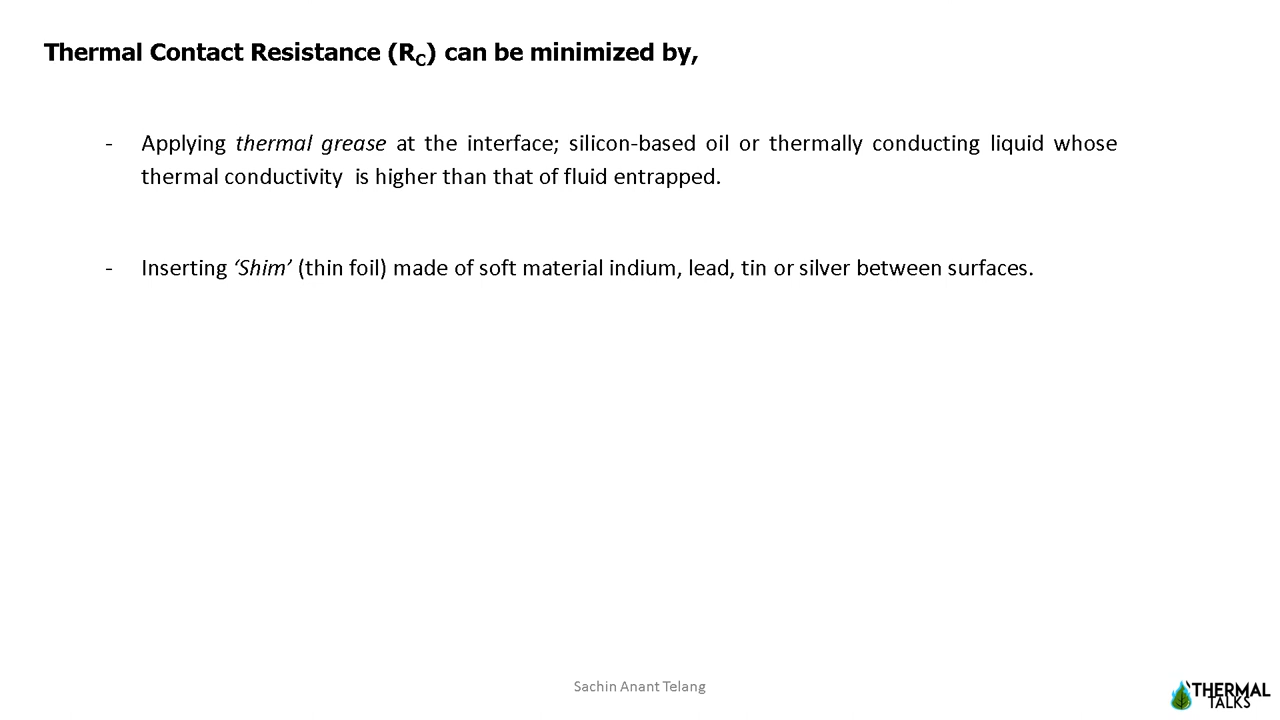 Thermal Contact Resistance (RC) can be minimized by,
- Applying thermal grease at the interface; silicon-based oil or thermally conducting liquid whose
thermal conductivity  is higher than that of fluid entrapped.
- Inserting ‘Shim’ (thin foil) made of soft material indium, lead, tin or silver between surfaces.
Sachin Anant Telang
THERMAL
TALKS